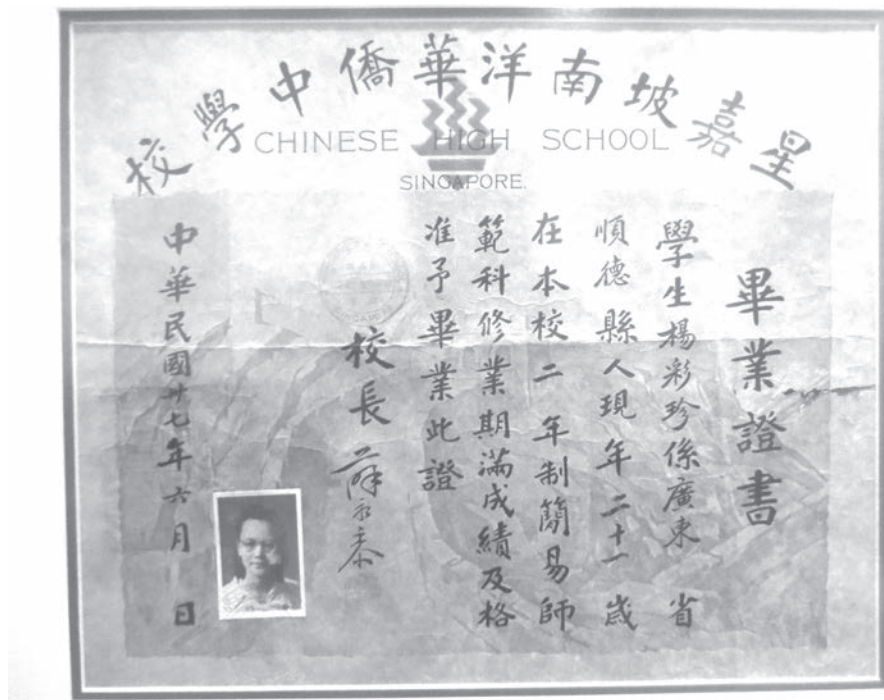 星嘉坡南洋華僑中學校
CHINESE HIGH SCHOOL
SINGAPORE.
畢業證書
學生楊彩珍係廣東 省
順德縣人現年二十一歲
在本校二 年制簡易師
範科修業期滿成績及格
准予畢業此證
校長 薛永黍
中華民國廿七年六月 日